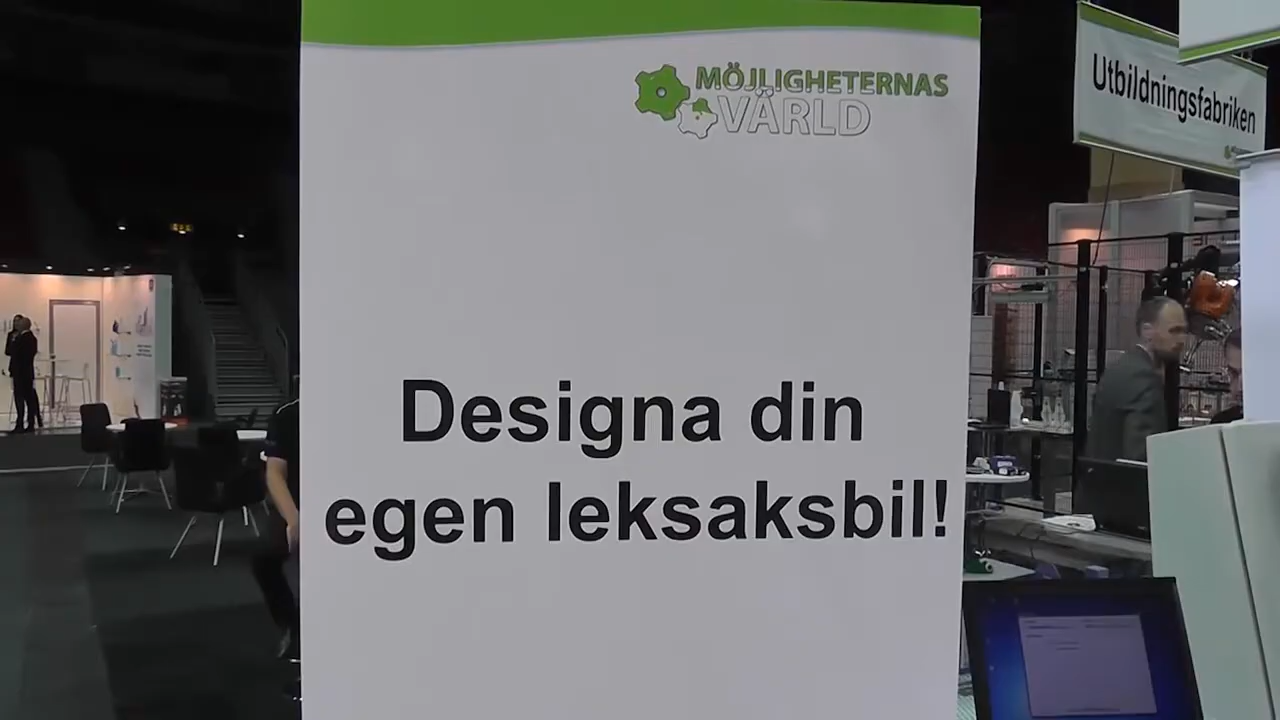 MÖJLIGHETERNAS
VÄRLD
Utbildningsfabriken
Designa din
egen leksaksbil!